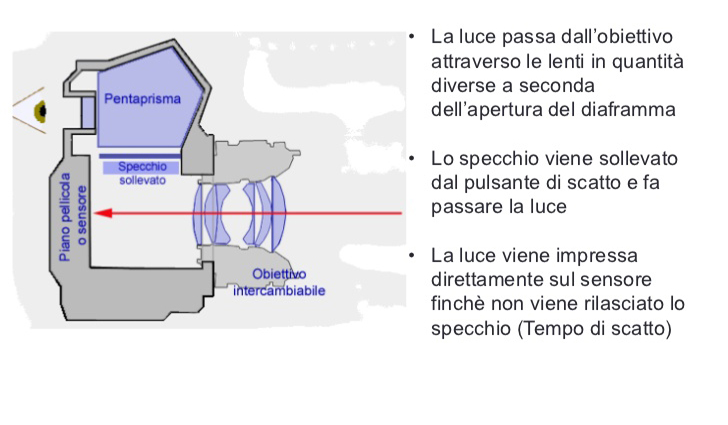 Pentaprisma
Specchio
sollevato
Piano pellicola
o sensore
Obiettivo
intercambiabile
• La luce passa dall’obiettivo
attraverso le lenti in quantità
diverse a seconda
dell’apertura del diaframma
• Lo specchio viene sollevato
dal pulsante di scatto e fa
passare la luce
• La luce viene impressa
direttamente sul sensore
finchè non viene rilasciato lo
specchio (Tempo di scatto)